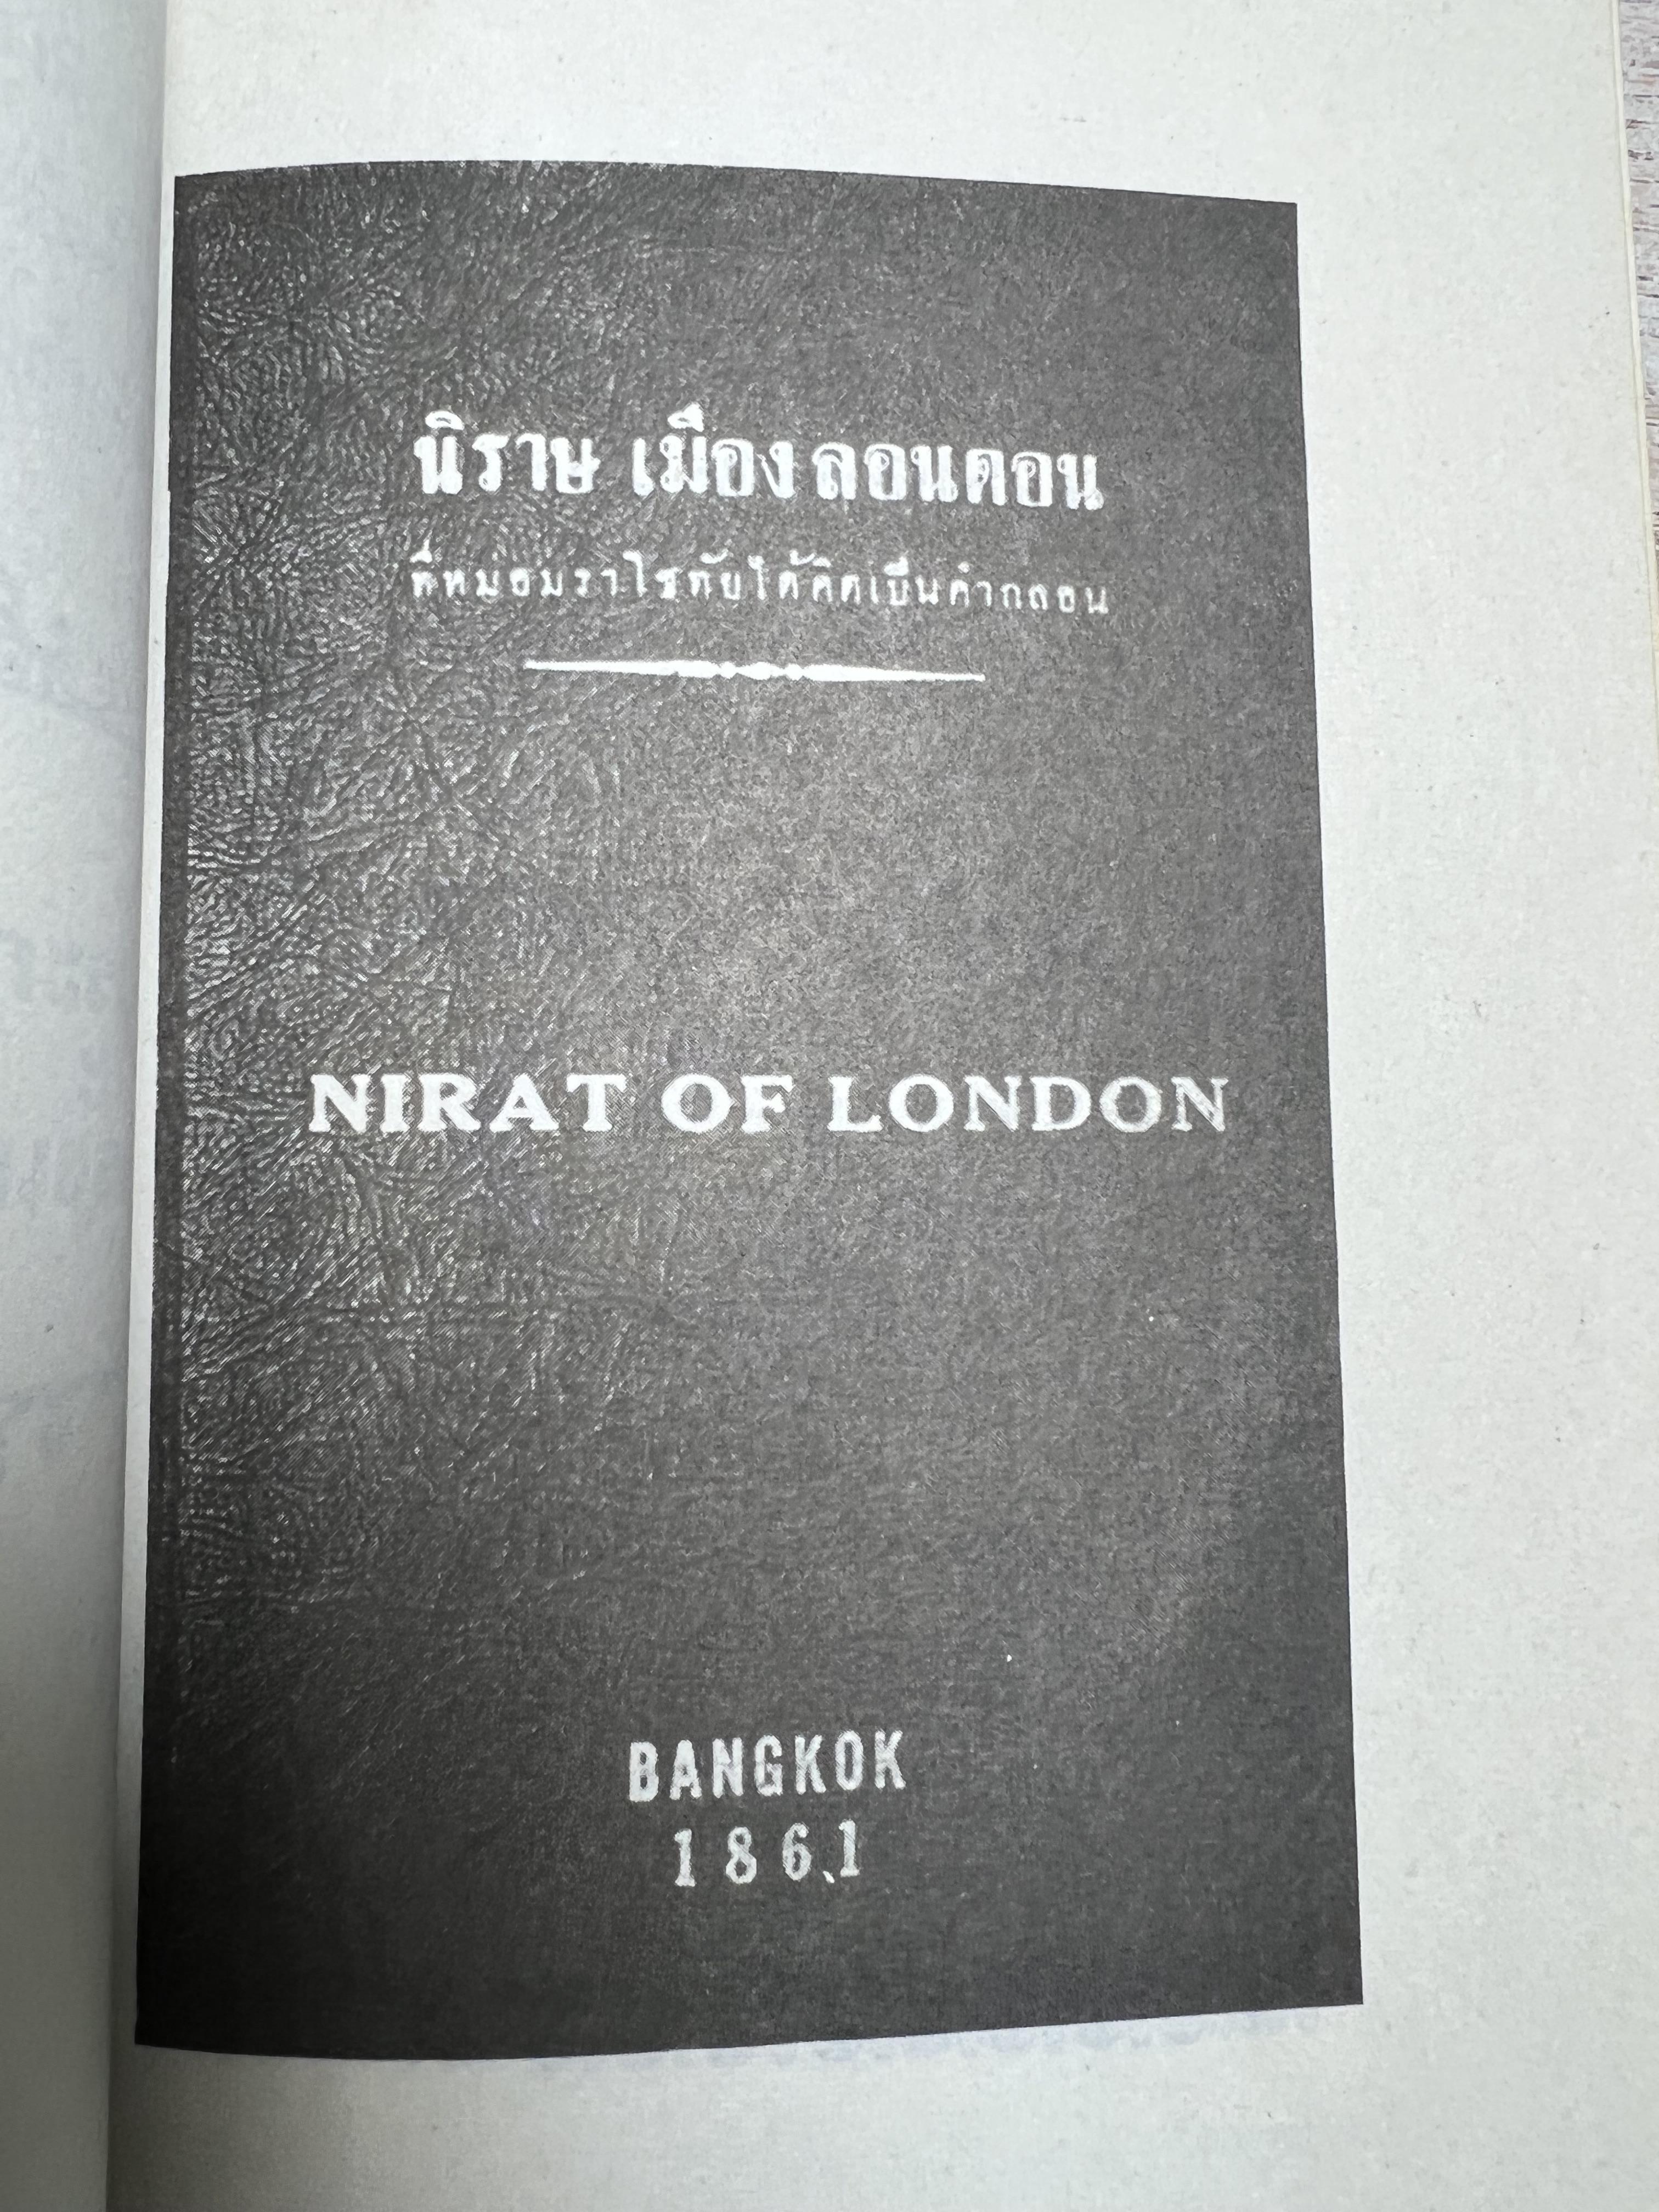 นิราษ เมือง ลอนดอน
ที่หมอมราโชทัยได้คิดเป็นคำกลอน
NIRAT OF LONDON
BANGKOK
1861